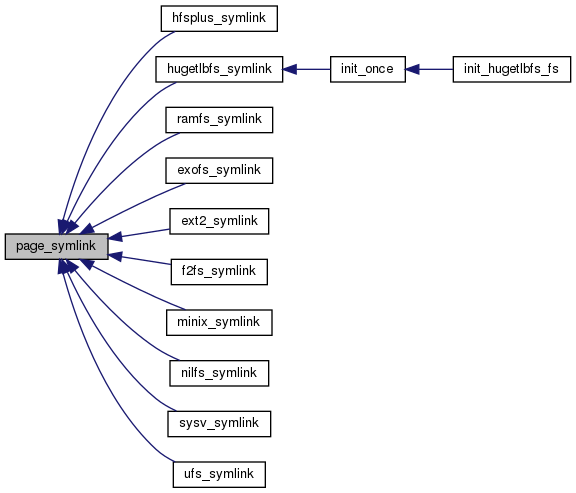 hfsplus_symlink
hugetlbfs_symlink
init_once
init_hugetlbfs_fs
ramfs_symlink
exofs_symlink
ext2_symlink
page_symlink
f2fs_symlink
minix_symlink
nilfs_symlink
sysv_symlink
ufs_symlink